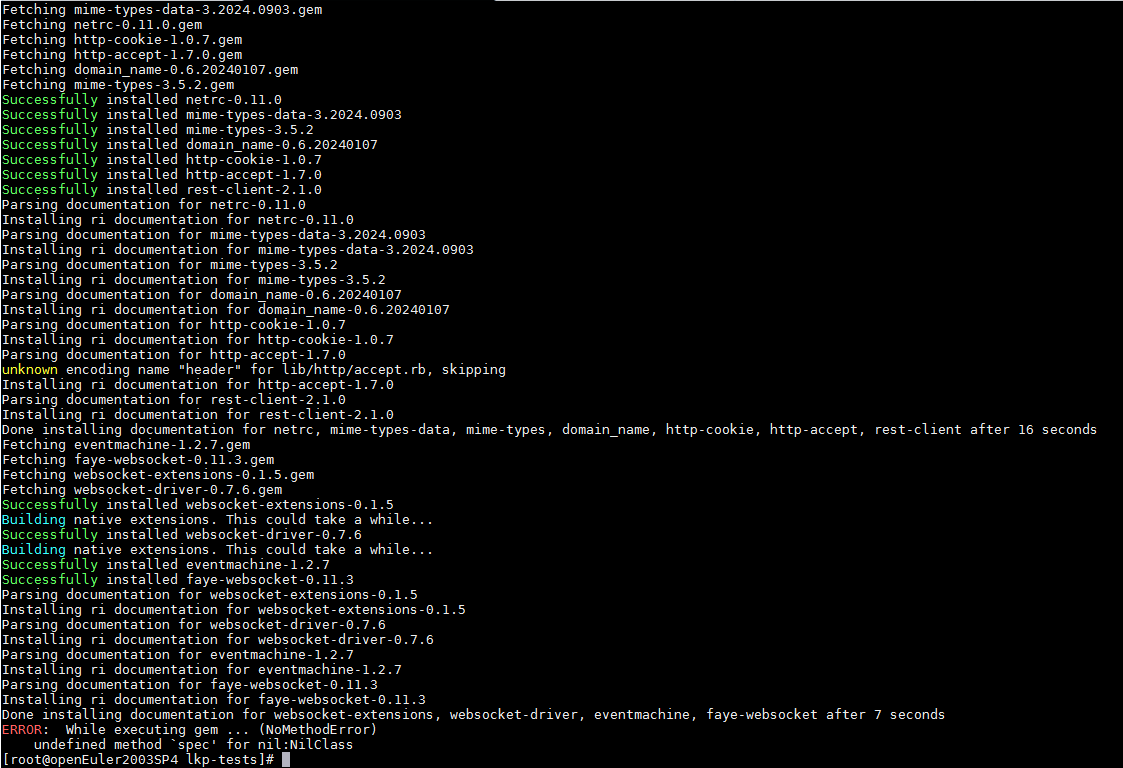 Fetching mime-types-data-3.2024.0903.gem
Fetching netrc-0.11.0.gem
Fetching http-cookie-1.0.7.gem
Fetching http-accept-1.7.0.gem
Fetching domain_name-0.6.20240107.gem
Fetching mime-types-3.5.2.gem
Successfully installed netrc-0.11.0
Successfully installed mime-types-data-3.2024.0903
Successfully installed mime-types-3.5.2
Successfully installed domain_name-0.6.20240107
Successfully installed http-cookie-1.0.7
Successfully installed http-accept-1.7.0
Successfully installed rest-client-2.1.0
Parsing documentation for netrc-0.11.0
Installing ri documentation for netrc-0.11.0
Parsing documentation for mime-types-data-3.2024.0903
Installing ri documentation for mime-types-data-3.2024.0903
Parsing documentation for mime-types-3.5.2
Installing ri documentation for mime-types-3.5.2
Parsing documentation for domain_name-0.6.20240107
Installing ri documentation for domain_name-0.6.20240107
Parsing documentation for http-cookie-1.0.7
Installing ri documentation for http-cookie-1.0.7
Parsing documentation for http-accept-1.7.0
unknown encoding name "header" for lib/http/accept.rb, skipping
Installing ri documentation for http-accept-1.7.0
Parsing documentation for rest-client-2.1.0
Installing ri documentation for rest-client-2.1.0
Done installing documentation for netrc, mime-types-data, mime-types, domain_name, http-cookie, http-accept, rest-client after 16 seconds
Fetching eventmachine-1.2.7.gem
Fetching faye-websocket-0.11.3.gem
Fetching websocket-extensions-0.1.5.gem
Fetching websocket-driver-0.7.6.gem
Successfully installed websocket-extensions-0.1.5
Building native extensions. This could take a while...
Successfully installed websocket-driver-0.7.6
Building native extensions. This could take a while...
Successfully installed eventmachine-1.2.7
Successfully installed faye-websocket-0.11.3
Parsing documentation for websocket-extensions-0.1.5
Installing ri documentation for websocket-extensions-0.1.5
Parsing documentation for websocket-driver-0.7.6
Installing ri documentation for websocket-driver-0.7.6
Parsing documentation for eventmachine-1.2.7
Installing ri documentation for eventmachine-1.2.7
Parsing documentation for faye-websocket-0.11.3
Installing ri documentation for faye-websocket-0.11.3
Done installing documentation for websocket-extensions, websocket-driver, eventmachine, faye-websocket after 7 seconds
ERROR:  While executing gem ... (NoMethodError)
    undefined method `spec' for nil:NilClass
[root@openEuler2003SP4 lkp-tests]#